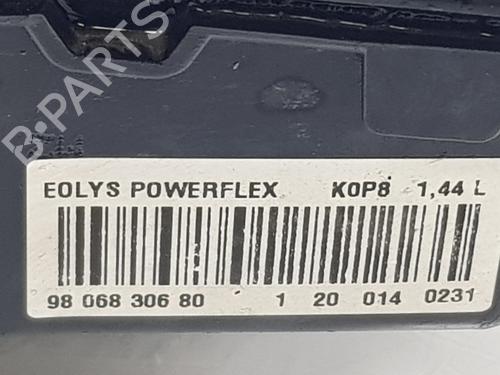 B-PARTS
EOLYS POWERFLEX K0P8 1,44 L
98 068 306 80 1 20 014 0231